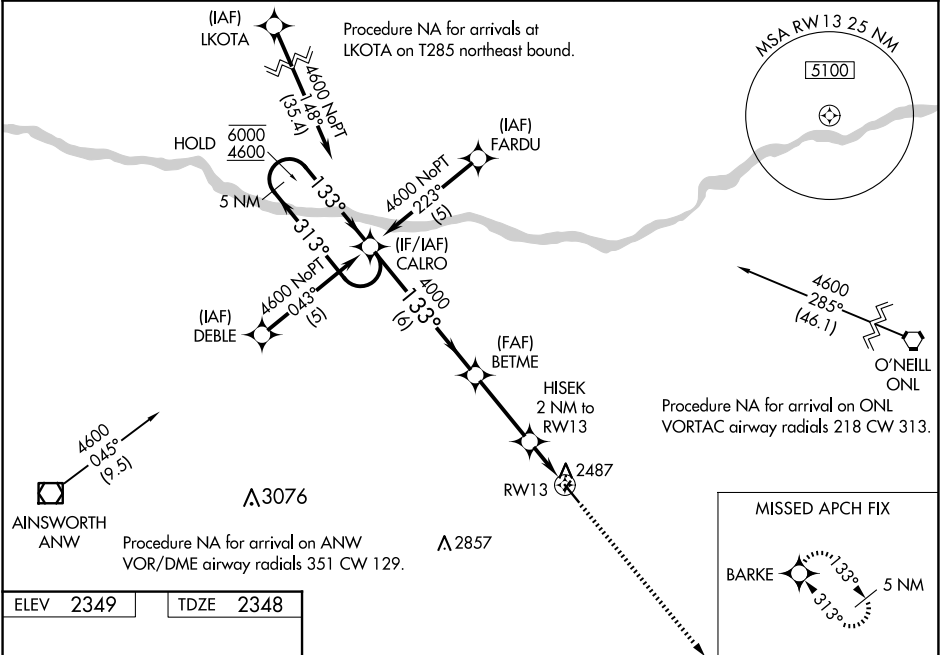 (IAF)
LKOTA
Procedure NA for arrivals at
LKOTA on T285 northeast bound.
MSA RW13 25 NM
5100
4600 NoPT
148°
(35.4)
HOLD
6000
4600
5 NM
133°
313°
(IAF)
FARDU
4600 NoPT
223°
(5)
(IF/IAF)
CALRO
4600 NoPT
043°
(5)
(IAF)
DEBLE
4000
133°
(6)
(FAF)
BETME
HISEK
2 NM to
RW13
4600
285°
(46.1)
O'NEILL
ONL
Procedure NA for arrival on ONL
VORTAC airway radials 218 CW 313.
2487
RW13
4600
045°
(9.5)
AINSWORTH
ANW
3076
2857
Procedure NA for arrival on ANW
VOR/DME airway radials 351 CW 129.
MISSED APCH FIX
BARKE
133°
313°
5 NM
ELEV 2349
TDZE 2348